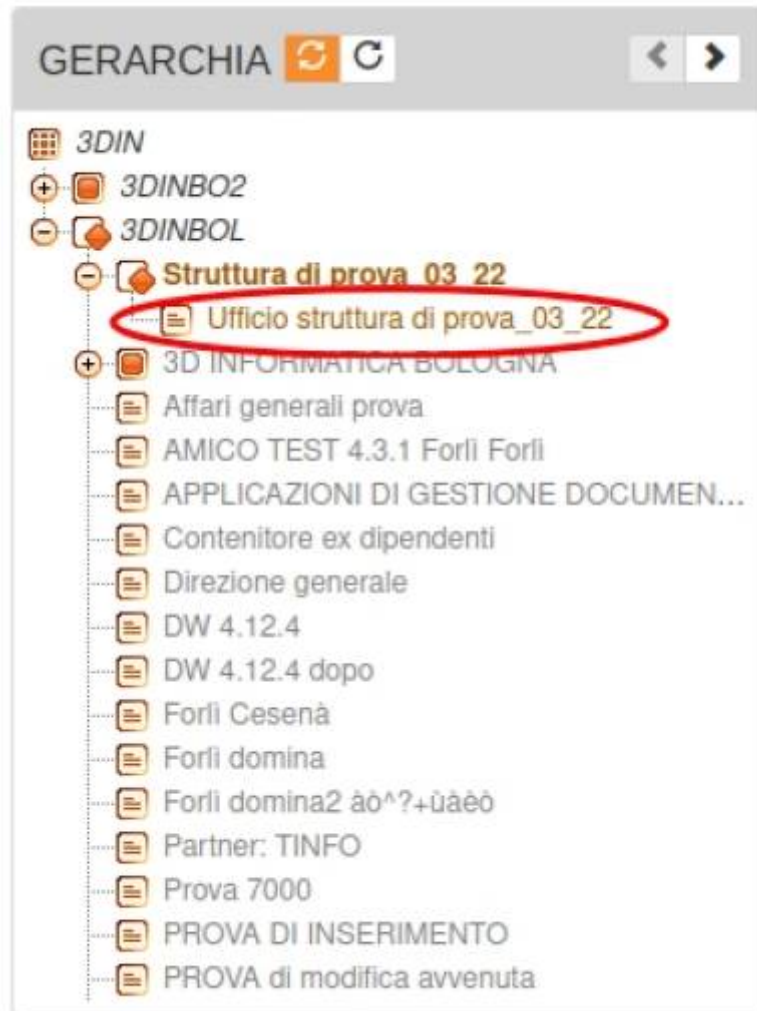 GERARCHIA
3DIN
3DINBO2
3DINBOL
Struttura di prova_03_22
Ufficio struttura di prova_03_22
3D INFORMATICA BOLOGNA
Affari generali prova
AMICO TEST 4.3.1 Forlì Forlì
APPLICAZIONI DI GESTIONE DOCUMEN...
Contenitore ex dipendenti
Direzione generale
DW 4.12.4
DW 4.12.4 dopo
Forlì Cesenà
Forlì domina
Forlì domina2 àò^?+ùàèò
Partner: TINFO
Prova 7000
PROVA DI INSERIMENTO
PROVA di modifica avvenuta